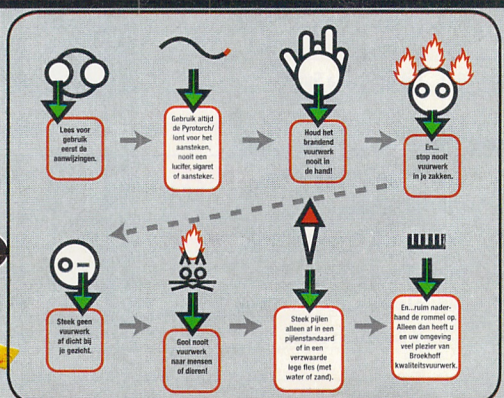 Lees voor
gebruik
eerst de
aanwijzingen.
Gebruik altijd
de Pyrotorch/
lont voor het
aansteken,
nooit een
lucifer, sigaret
of aansteker.
Houd het
brandend
vuurwerk
nooit in
de hand!
En...
stop nooit
vuurwerk
in je zakken.
Steek geen
vuurwerk
af dicht bij
je gezicht.
Gooi nooit
vuurwerk
naar mensen
of dieren!
Steek pijlen
alleen af in een
pijlenstandaard
of in een
verzwaarde
lege fles (met
water of zand).
En...ruim nader-
hand de rommel op.
Alleen dan heeft u
en uw omgeving
veel plezier van
Broekhoff
kwaliteitsvuurwerk.